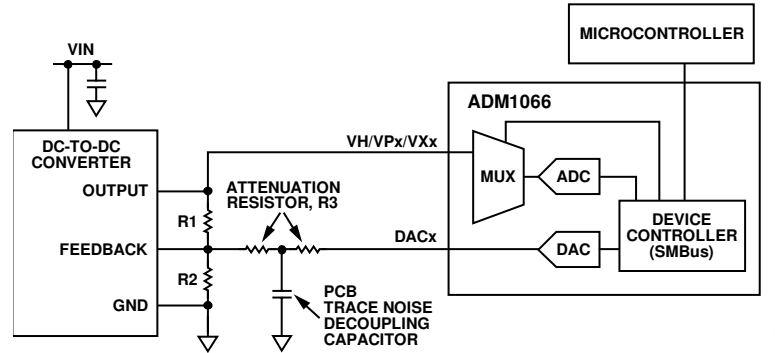 MICROCONTROLLER
VIN
ADM1066
DC-TO-DC
CONVERTER
VH/VPx/VXx
MUX
ADC
OUTPUT
ATTENUATION
RESISTOR, R3
R1
DEVICE
CONTROLLER
(SMBus)
FEEDBACK
DACx
DAC
R2
GND
PCB
TRACE NOISE
DECOUPLING
CAPACITOR